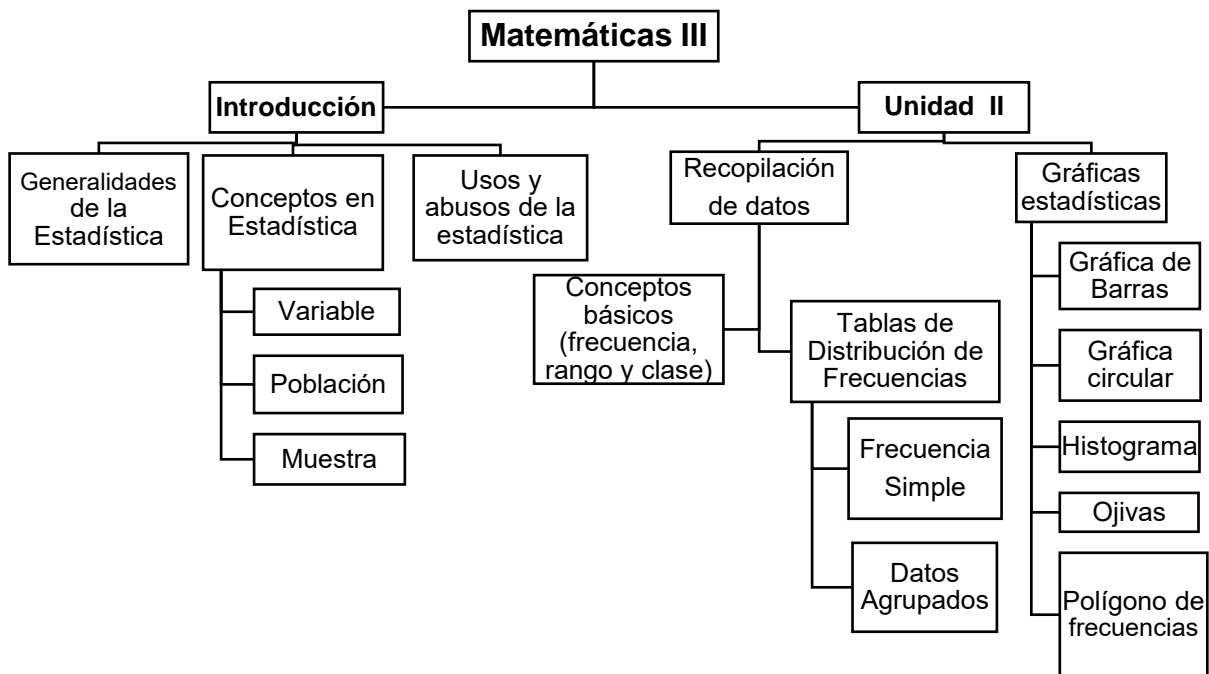 Matemáticas III
Introducción
Unidad II
Generalidades
de la
Estadística
Conceptos en
Estadística
Usos y
abusos de la
estadística
Variable
Población
Muestra
Recopilación
de datos
Conceptos
básicos
(frecuencia,
rango y clase)
Tablas de
Distribución de
Frecuencias
Frecuencia
Simple
Datos
Agrupados
Gráficas
estadísticas
Gráfica de
Barras
Gráfica
circular
Histograma
Ojivas
Polígono de
frecuencias